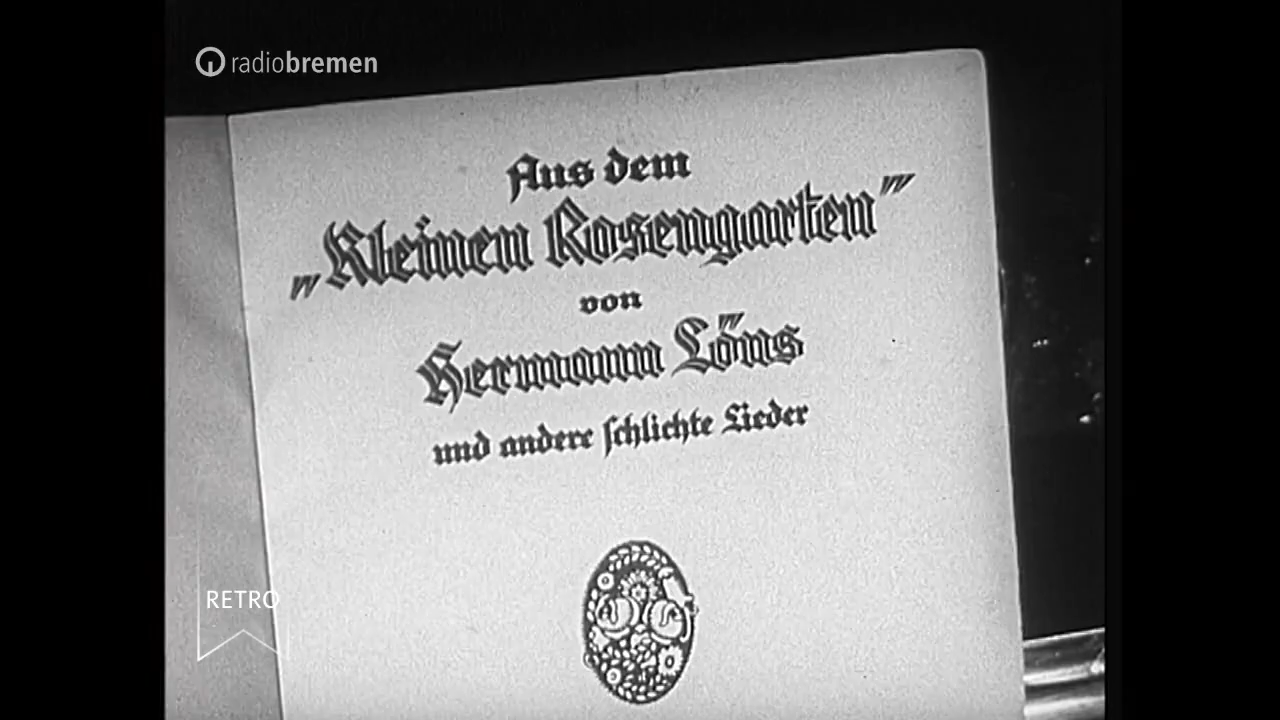 radiobremen
Aus dem
„Kleinen Rosengarten"
von
Hermann Löns
und andere ſchlichte Lieder
RETRO